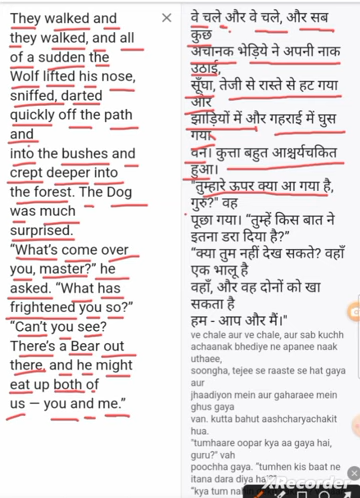 They walked and
they walked, and all
of a sudden the
Wolf lifted his nose,
sniffed, darted
quickly off the path
and
into the bushes and
crept deeper into
the forest. The Dog
was much
surprised.
"What's come over
you, master?" he
asked. "What has
frightened you so?"
"Can't you see?
There's a Bear out
there, and he might
eat up both of
us — you and me."
वे चले और वे चले, और सब
कुछ
अचानक भेड़िये ने अपनी नाक
उठाई,
सूँघा, तेजी से रास्ते से हट गया
और
झाड़ियों में और गहराई में घुस
गया
वन। कुत्ता बहुत आश्चर्यचकित
हुआ।
"तुम्हारे ऊपर क्या आ गया है,
गुरु?" वह
पूछा गया। "तुम्हें किस बात ने
इतना डरा दिया है?"
"क्या तुम नहीं देख सकते? वहाँ
एक भालू है
वहाँ, और वह दोनों को खा
सकता है
हम - आप और मैं।"
ve chale aur ve chale, aur sab kuchh
achaanak bhediye ne apanee naak
uthaee,
soongha, tejee se raaste se hat gaya
aur
jhaadiyon mein aur gaharaee mein
ghus gaya
van. kutta bahut aashcharyachakit
hua.
"tumhaare oopar kya aa gaya hai,
guru?" vah
poochha gaya. "tumhen kis baat ne
itana dara diya hai?"
"kya tum
Recorder